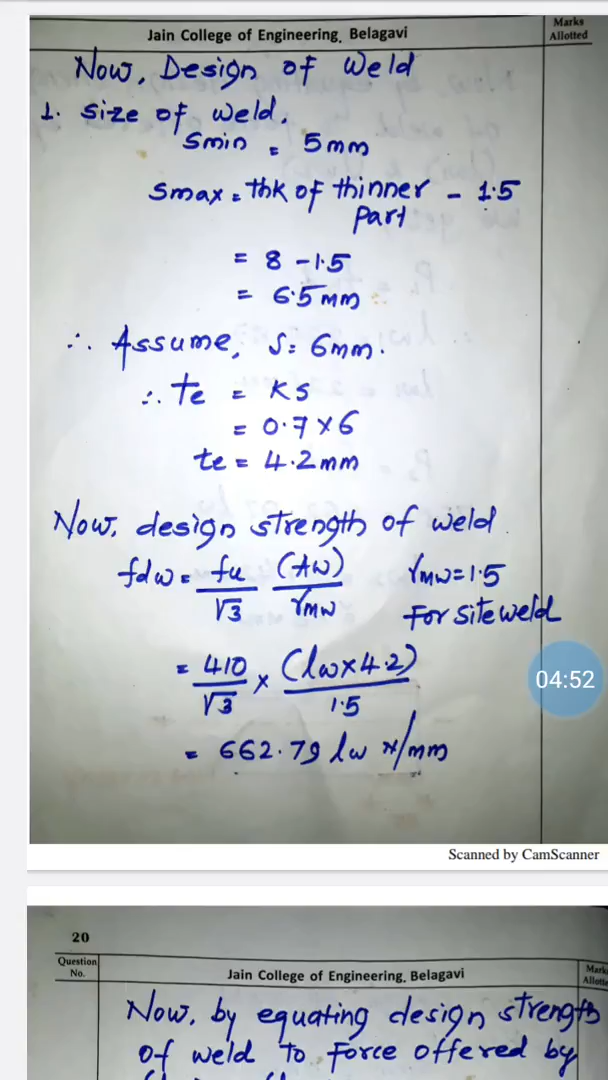 Marks
Allotted
Jain College of Engineering, Belagavi
Now, Design of Weld
1. Size of weld.
Smin = 5mm
Smax = thk of thinner - 1.5
part
= 8 - 1.5
= 6.5 mm
∴ Assume, S = 6mm.
∴ te = KS
= 0.7 × 6
te = 4.2 mm
Now, design strength of weld.
fdw = fu/√3 (Aw)/γmw γmw = 1.5
For site weld
= 410/√3 × (lw × 4.2)/1.5
04:52
= 662.79 lw N/mm
Scanned by CamScanner
20
Question
No.
Jain College of Engineering, Belagavi
Now, by equating design strength
of weld to force offered by